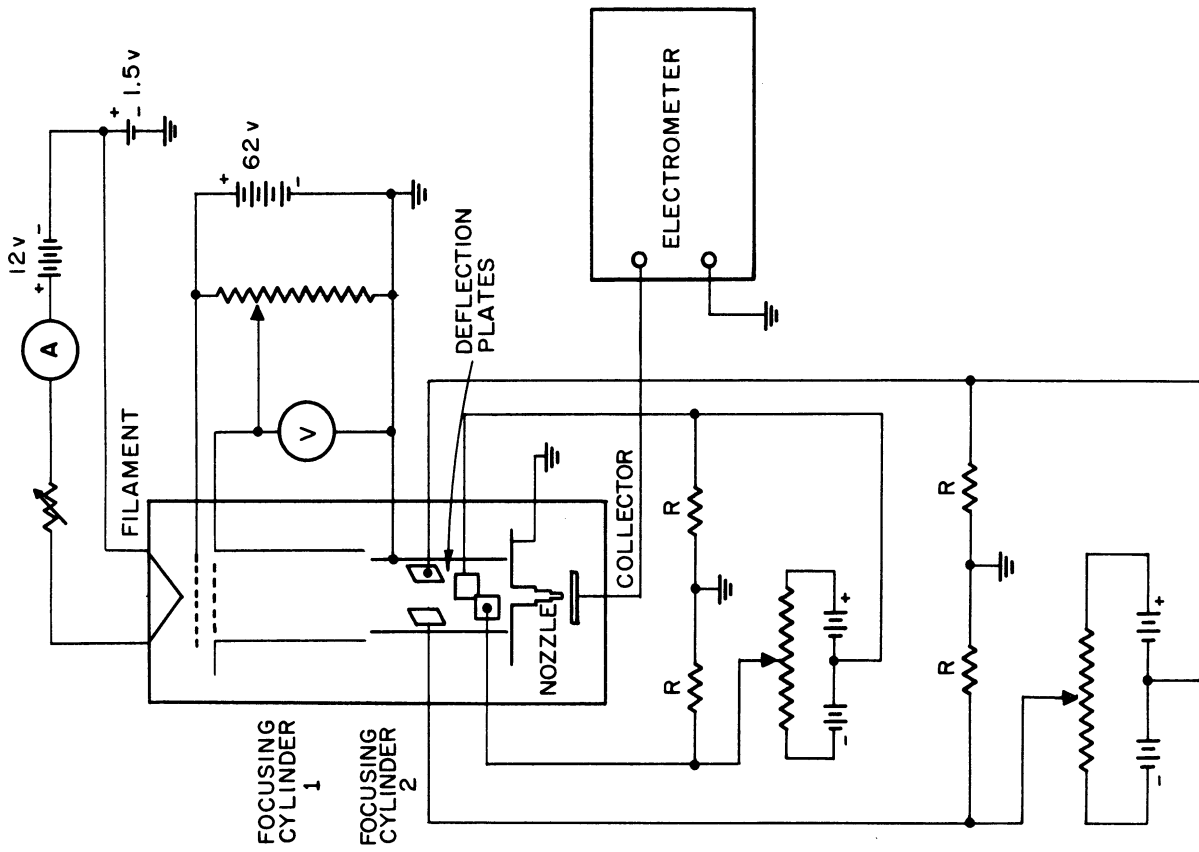 12v
+
-
A
+
-
1.5v
FILAMENT
+
62v
-
V
DEFLECTION
PLATES
ELECTROMETER
FOCUSING
CYLINDER
1
FOCUSING
CYLINDER
2
NOZZLE
COLLECTOR
R
R
-
+
R
R
-
+